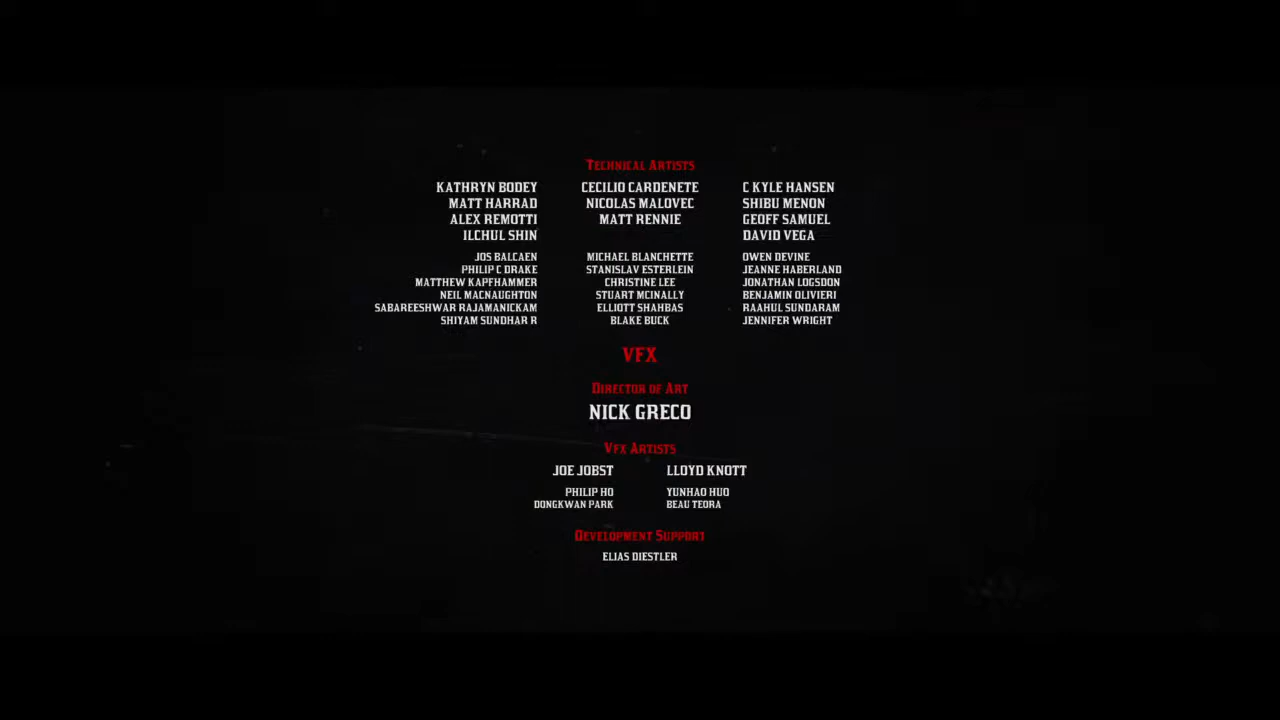 TECHNICAL ARTISTS
KATHRYN BODEY CECILIO CARDENETE C KYLE HANSEN
MATT HARRAD NICOLAS MALOVEC SHIBU MENON
ALEX REMOTTI MATT RENNIE GEOFF SAMUEL
ILCHUL SHIN DAVID VEGA
JOS BALCAEN MICHAEL BLANCHETTE OWEN DEVINE
PHILIP C DRAKE STANISLAV ESTERLEIN JEANNE HABERLAND
MATTHEW KAPFHAMMER CHRISTINE LEE JONATHAN LOGSDON
NEIL MACNAUGHTON STUART MCINALLY BENJAMIN OLIVIERI
SABAREESHWAR RAJAMANICKAM ELLIOTT SHAHBAS RAAHUL SUNDARAM
SHIYAM SUNDHAR R BLAKE BUCK JENNIFER WRIGHT
VFX
DIRECTOR OF ART
NICK GRECO
VFX ARTISTS
JOE JOBST LLOYD KNOTT
PHILIP HO YUNHAO HUO
DONGKWAN PARK BEAU TEORA
DEVELOPMENT SUPPORT
ELIAS DIESTLER